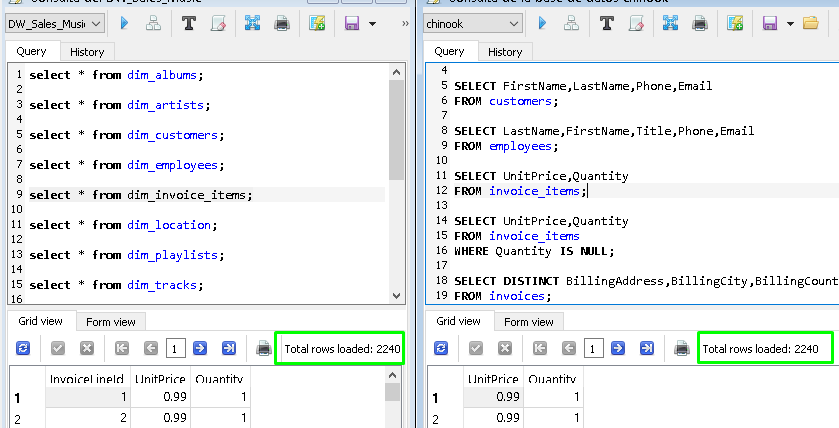 Consulta del DW_Sales_Music
DW_Sales_Musi
Query
History
1 select * from dim_albums;
2
3 select * from dim_artists;
4
5 select * from dim_customers;
6
7 select * from dim_employees;
8
9 select * from dim_invoice_items;
10
11 select * from dim_location;
12
13 select * from dim_playlists;
14
15 select * from dim_tracks;
16
Grid view
Form view
1
Total rows loaded: 2240
InvoiceLineId UnitPrice Quantity
1 1 0.99 1
2 2 0.99 1
Consulta de la base de datos chinook
chinook
»
Query
History
4
5 SELECT FirstName,LastName,Phone,Email
6 FROM customers;
7
8 SELECT LastName,FirstName,Title,Phone,Email
9 FROM employees;
10
11 SELECT UnitPrice,Quantity
12 FROM invoice_items;
13
14 SELECT UnitPrice,Quantity
15 FROM invoice_items
16 WHERE Quantity IS NULL;
17
18 SELECT DISTINCT BillingAddress,BillingCity,BillingCount
19 FROM invoices;
Grid view
Form view
1
Total rows loaded: 2240
UnitPrice Quantity
1 0.99 1
2 0.99 1